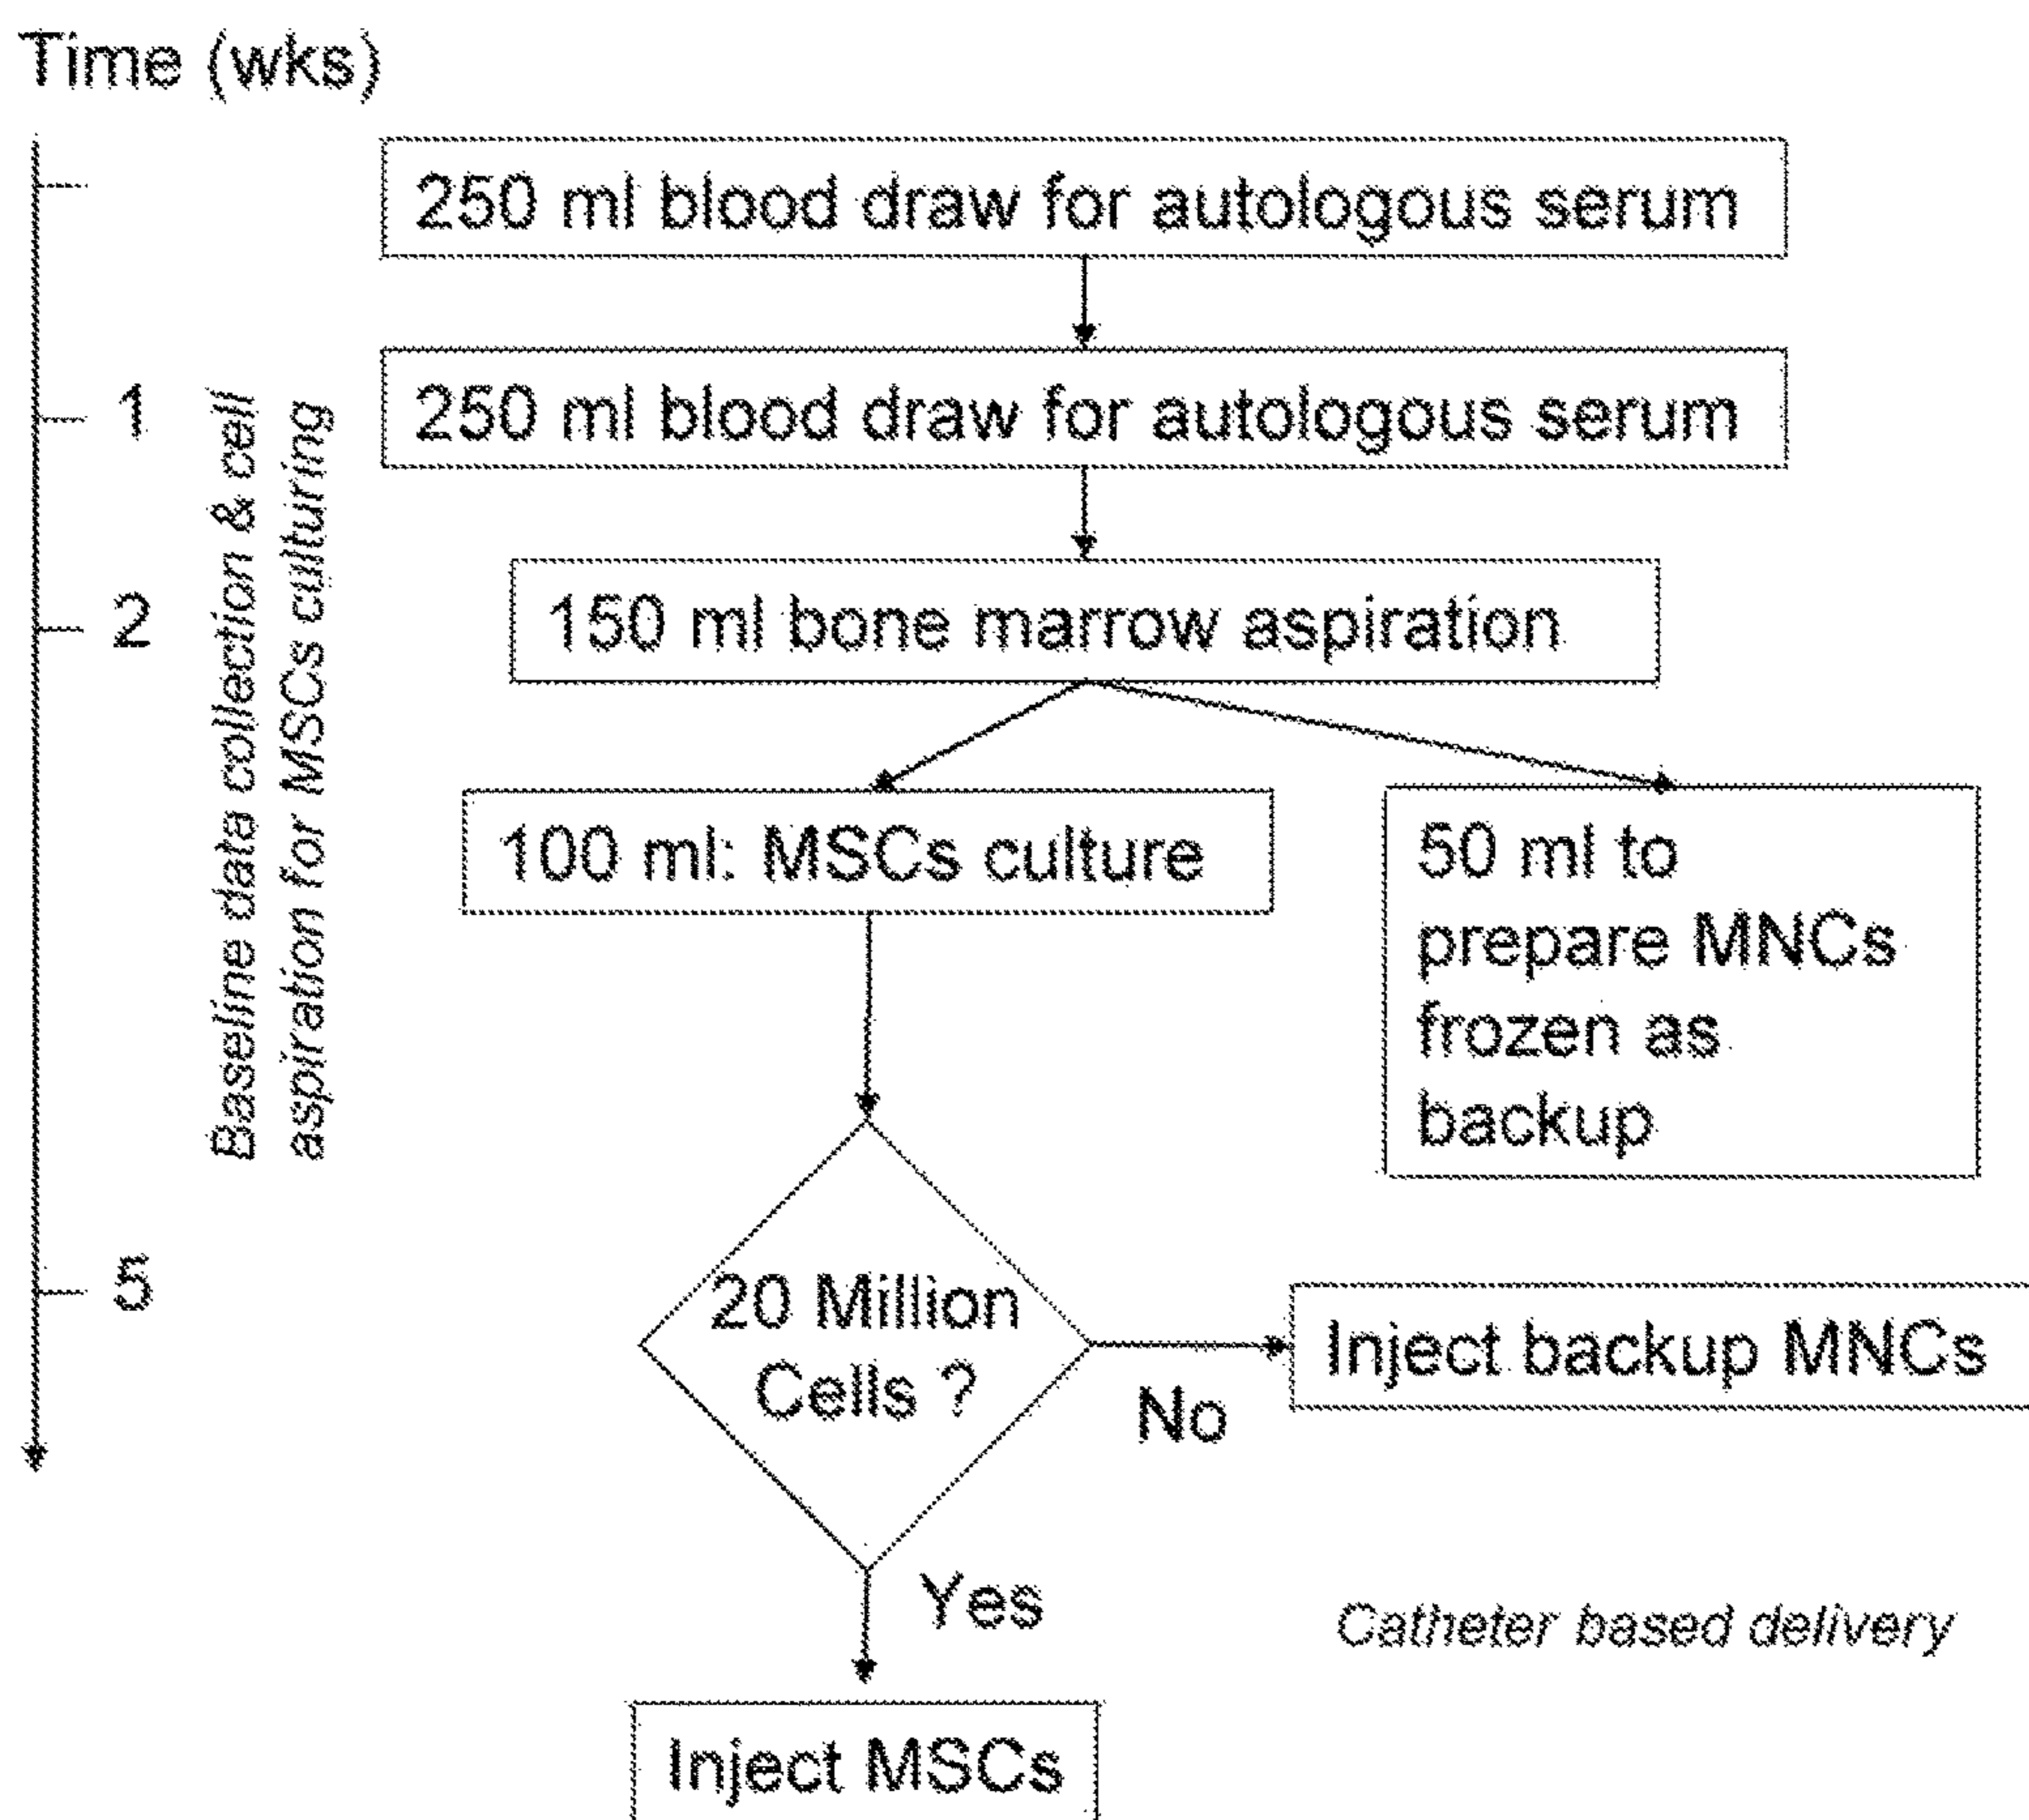 Time (wks)
250 ml blood draw for autologous serum
1
250 ml blood draw for autologous serum
Baseline data collection & cell
aspiration for MSCs culturing
2
150 ml bone marrow aspiration
100 ml: MSCs culture
50 ml to
prepare MNCs
frozen as
backup
5
20 Million
Cells ?
No
Inject backup MNCs
Yes
Catheter based delivery
Inject MSCs